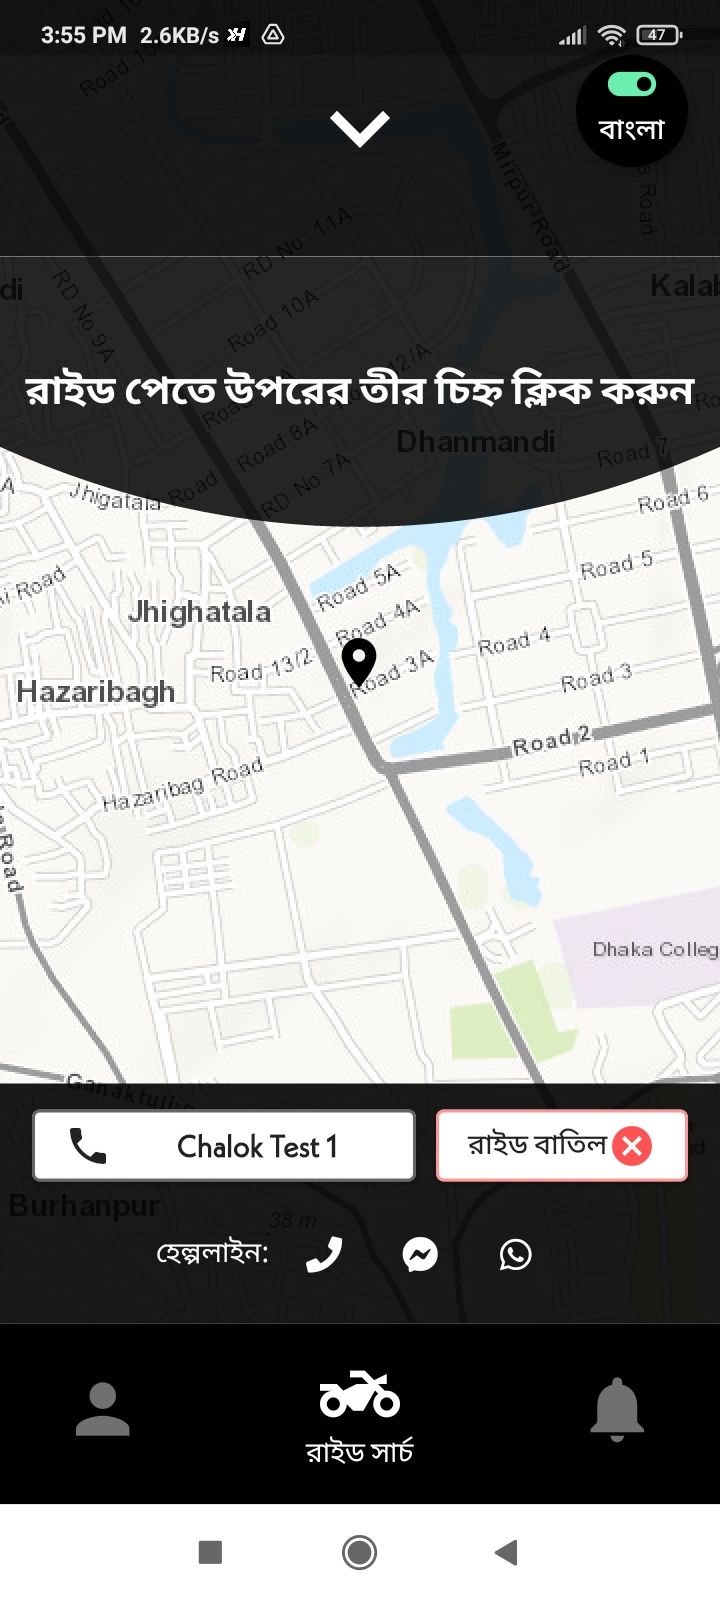 3:55 PM 2.6KB/s 47
বাংলা
Mirpur Road
RD No 11A
Kalab
di
RD No 9A
Road 10A
রাইড পেতে উপরের তীর চিহ্ন ক্লিক করুন
Dhanmandi
Road 8A
Road 7
RD No 7A
Jhigatala Road
Road 6
Road 5
Road 5A
Jhighatala
Road 4A
Road 4
Road 13/2
Road 3A
Road 3
Hazaribagh
Road 2
Road 1
Hazaribag Road
Road
Dhaka Colleg
Chalok Test 1
রাইড বাতিল
Burhanpur
38 m
হেল্পলাইন:
রাইড সার্চ